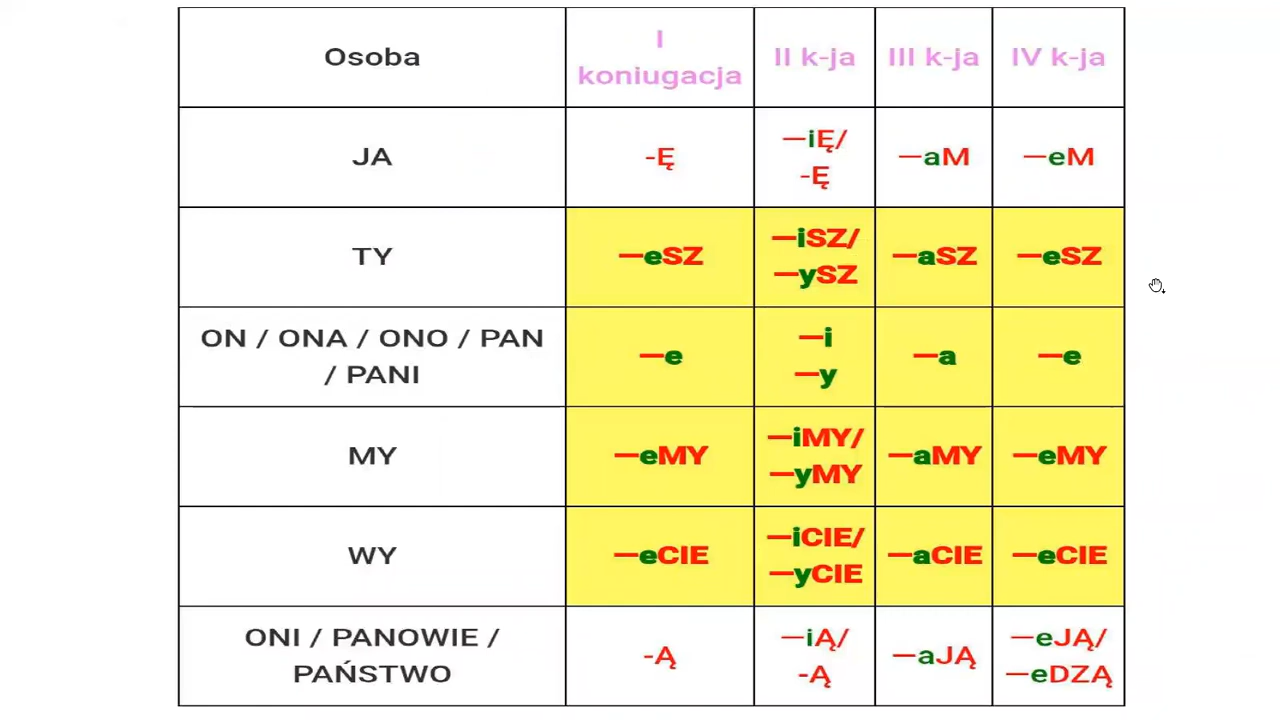 Osoba
I
koniugacja
II k-ja
III k-ja
IV k-ja
JA
-Ę
—iĘ/
-Ę
—aM
—eM
TY
—eSZ
—iSZ/
—ySZ
—aSZ
—eSZ
ON / ONA / ONO / PAN
/ PANI
—e
—i
—y
—a
—e
MY
—eMY
—iMY/
—yMY
—aMY
—eMY
WY
—eCIE
—iCIE/
—yCIE
—aCIE
—eCIE
ONI / PANOWIE /
PAŃSTWO
-Ą
—iĄ/
-Ą
—aJĄ
—eJĄ/
—eDZĄ